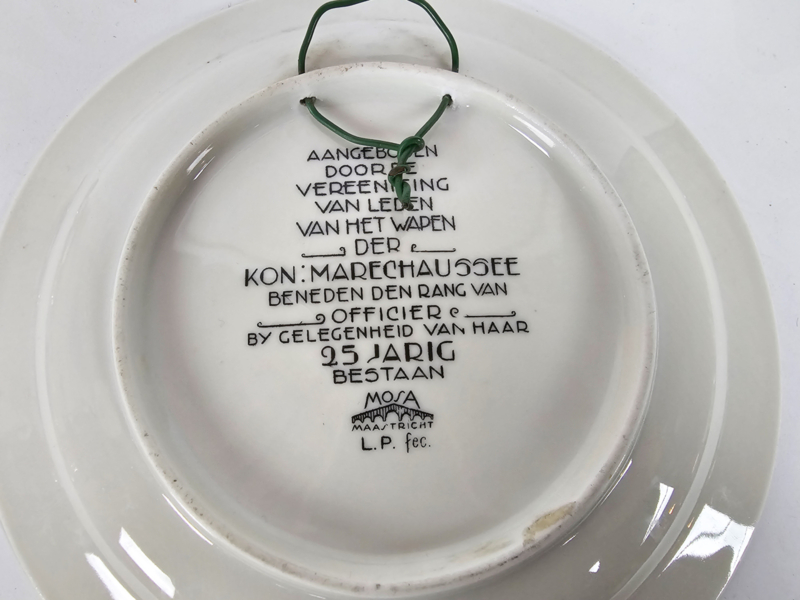 AANGEBODEN
DOOR DE
VEREENIGING
VAN LEDEN
VAN HET WAPEN
DER
KON: MARECHAUSSEE
BENEDEN DEN RANG VAN
OFFICIER
BY GELEGENHEID VAN HAAR
25 JARIG
BESTAAN
MOSA
MAASTRICHT
L.P. fec.